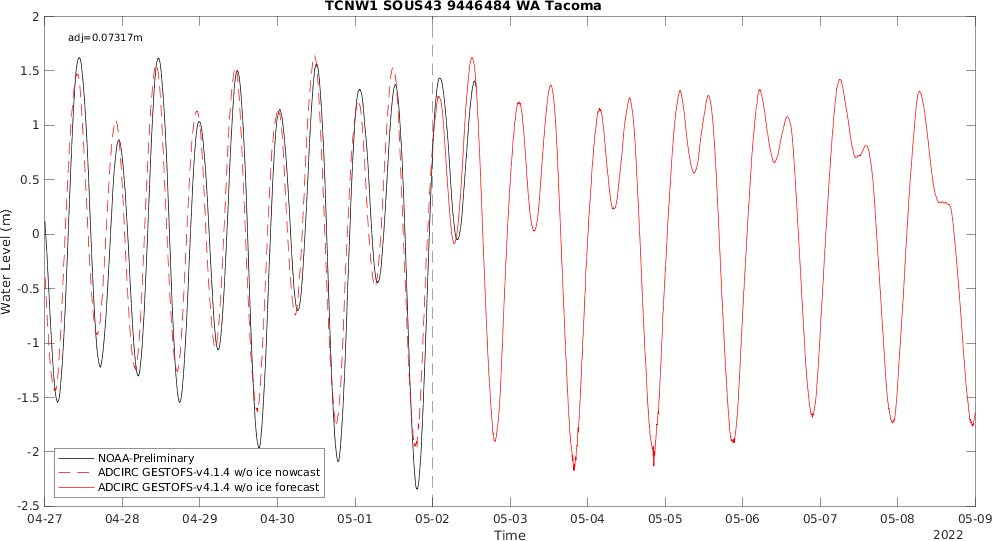 TCNW1 SOUS43 9446484 WA Tacoma
adj=0.07317m
2
1.5
1
0.5
0
-0.5
-1
-1.5
-2
-2.5
Water Level (m)
NOAA-Preliminary
ADCIRC GESTOFS-v4.1.4 w/o ice nowcast
ADCIRC GESTOFS-v4.1.4 w/o ice forecast
04-27 04-28 04-29 04-30 05-01 05-02 05-03 05-04 05-05 05-06 05-07 05-08 05-09
Time
2022